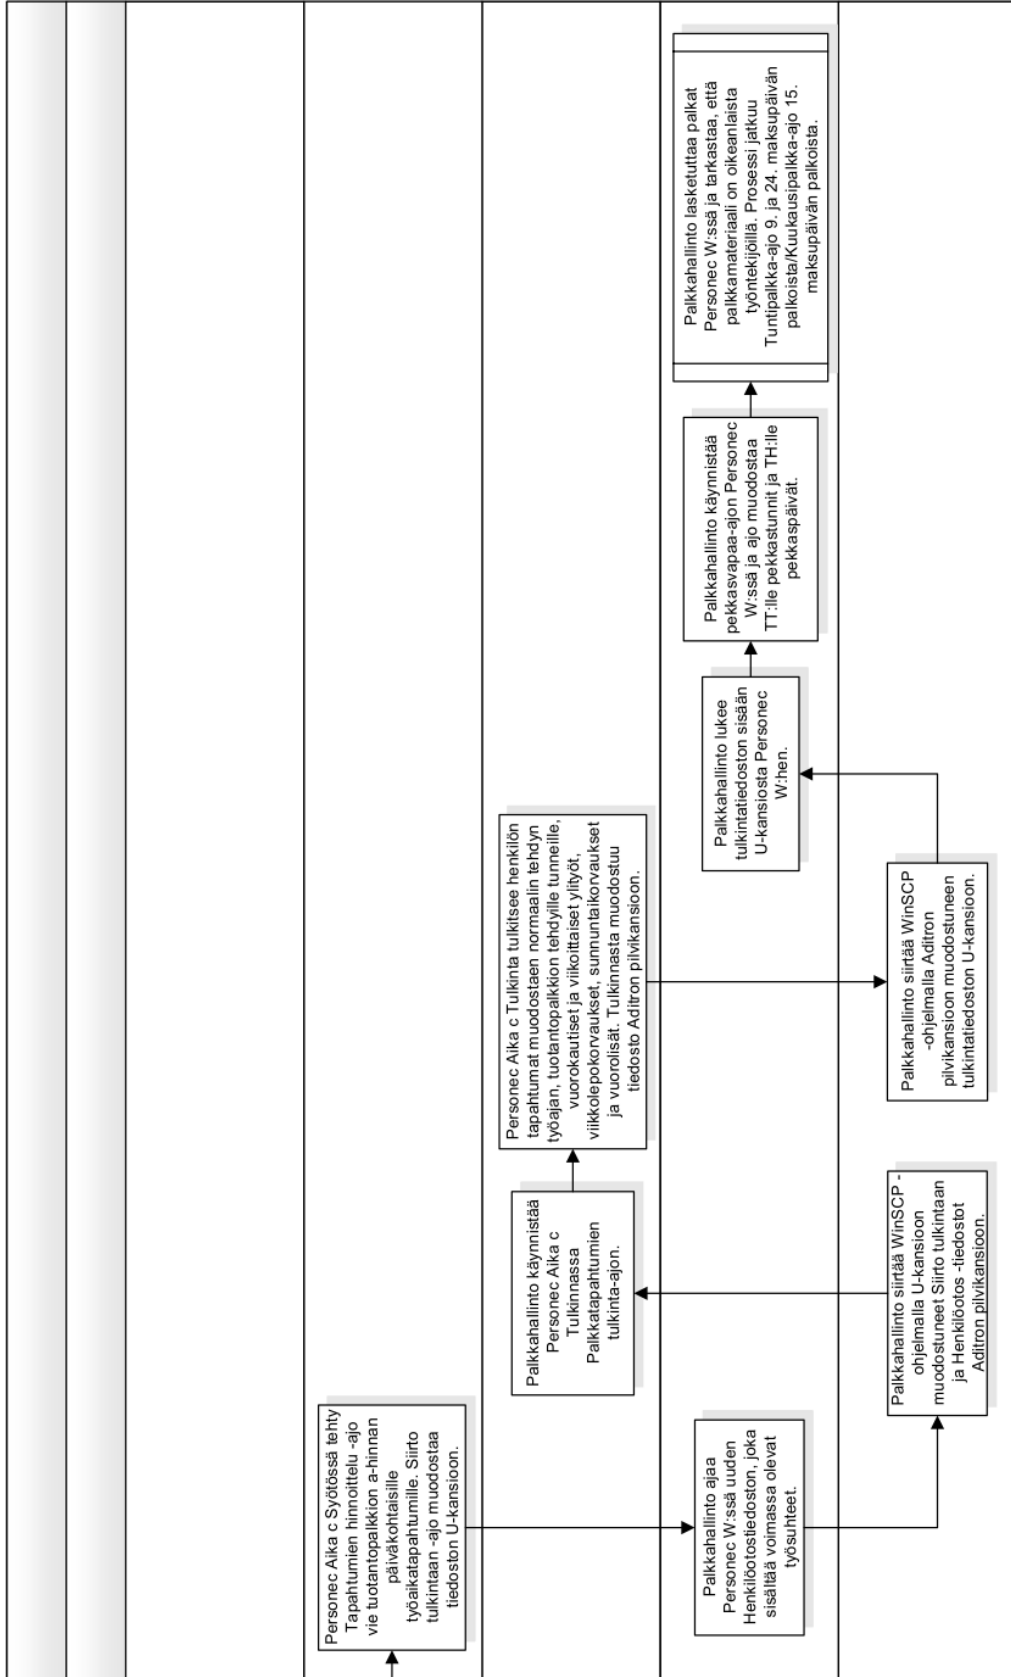 Personec Aika c Syötössä tehty
Tapahtumien hinnoittelu -ajo
vie tuotantopalkkion a-hinnan
päiväkohtaisille
työaikatapahtumille. Siirto
tulkintaan -ajo muodostaa
tiedoston U-kansioon.
Palkkahallinto ajaa
Personec W:ssä uuden
Henkilöotostiedoston, joka
sisältää voimassa olevat
työsuhteet.
Palkkahallinto siirtää WinSCP -
ohjelmalla U-kansioon
muodostuneet Siirto tulkintaan
ja Henkilöotos -tiedostot
Aditron pilvikansioon.
Palkkahallinto käynnistää
Personec Aika c
Tulkinnassa
Palkkatapahtumien
tulkinta-ajon.
Personec Aika c Tulkinta tulkitsee henkilön
tapahtumat muodostaen normaalin tehdyn
työajan, tuotantopalkkion tehdyille tunneille,
vuorokautiset ja viikoittaiset ylityöt,
viikkolepokorvaukset, sunnuntaikorvaukset
ja vuorolisät. Tulkinnasta muodostuu
tiedosto Aditron pilvikansioon.
Palkkahallinto siirtää WinSCP
-ohjelmalla Aditron
pilvikansioon muodostuneen
tulkintatiedoston U-kansioon.
Palkkahallinto lukee
tulkintatiedoston sisään
U-kansiosta Personec
W:hen.
Palkkahallinto käynnistää
pekkasvapaa-ajon Personec
W:ssä ja ajo muodostaa
TT:lle pekkastunnit ja TH:lle
pekkaspäivät.
Palkkahallinto lasketuttaa palkat
Personec W:ssä ja tarkastaa, että
palkkamateriaali on oikeanlaista
työntekijöillä. Prosessi jatkuu
Tuntipalkka-ajo 9. ja 24. maksupäivän
palkoista/Kuukausipalkka-ajo 15.
maksupäivän palkoista.